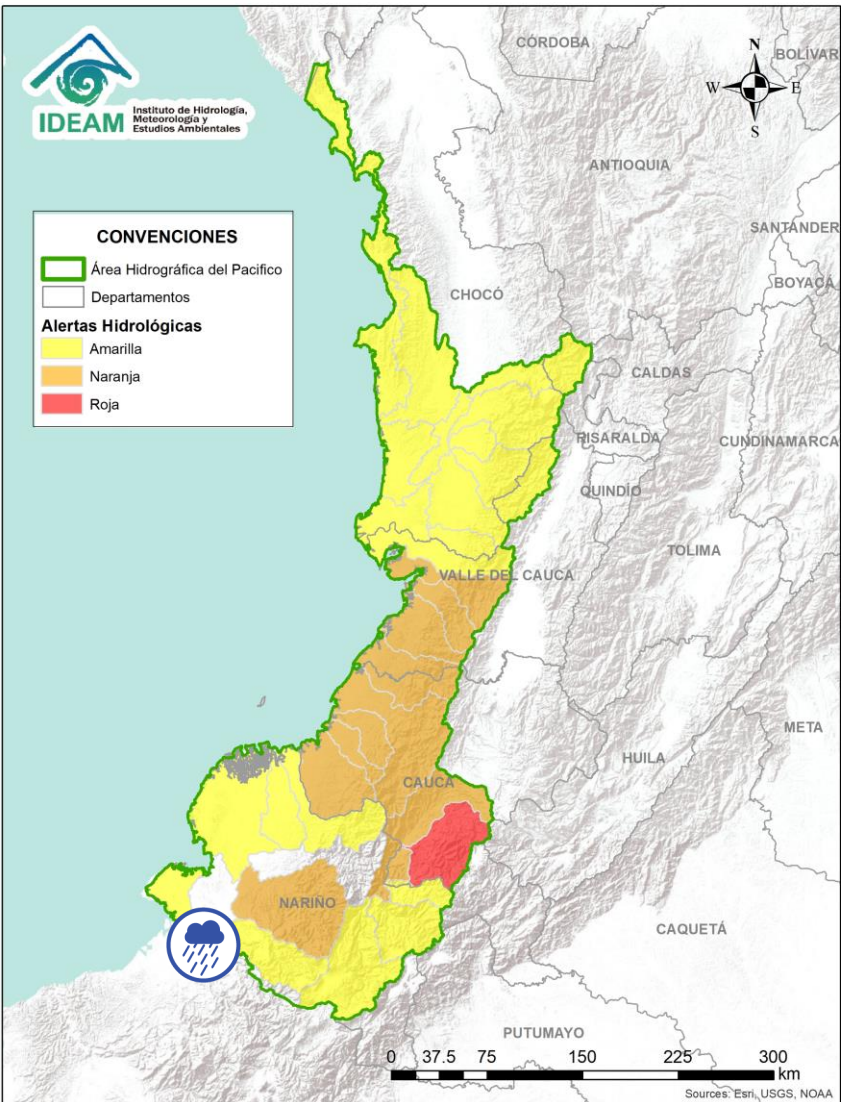 IDEAM
Instituto de Hidrología,
Meteorología y
Estudios Ambientales
CÓRDOBA
BOLÍVAR
N
W
E
S
ANTIOQUIA
SANTANDER
CONVENCIONES
Área Hidrográfica del Pacifico
Departamentos
Alertas Hidrológicas
Amarilla
Naranja
Roja
BOYACÁ
CHOCÓ
CALDAS
RISARALDA
CUNDINAMARCA
QUINDÍO
TOLIMA
VALLE DEL CAUCA
META
HUILA
CAUCA
NARIÑO
CAQUETÁ
PUTUMAYO
0 37.5 75 150 225 300
km
Sources: Esri, USGS, NOAA